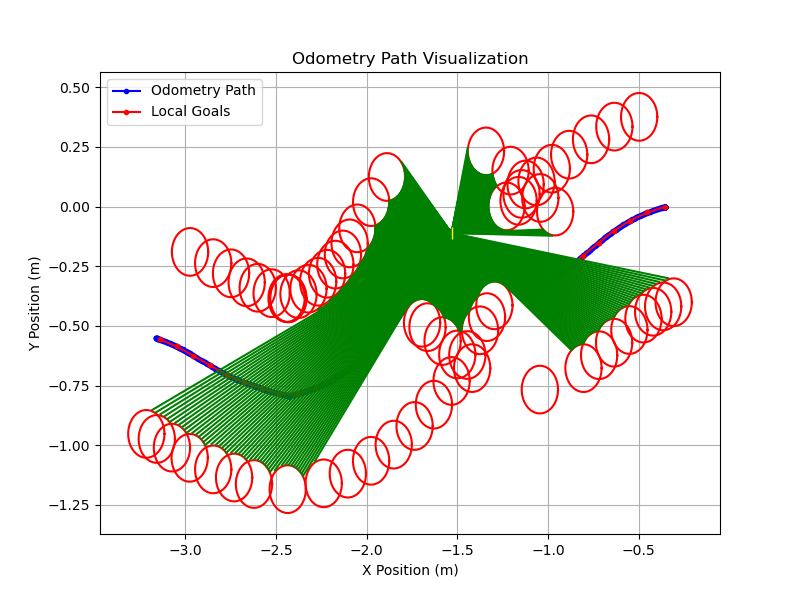 Odometry Path Visualization
Odometry Path
Local Goals
0.50
0.25
0.00
−0.25
−0.50
−0.75
−1.00
−1.25
Y Position (m)
−3.0 −2.5 −2.0 −1.5 −1.0 −0.5
X Position (m)